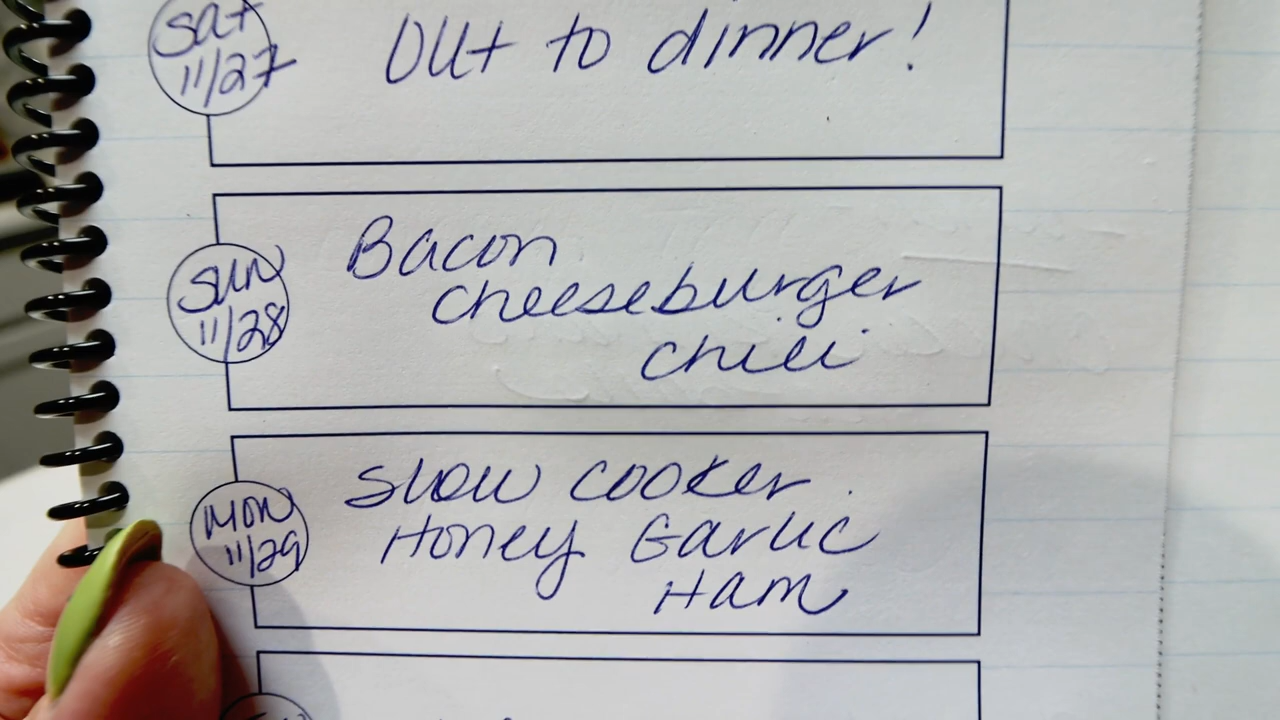 Sat
11/27
Out to dinner!
Sun
11/28
Bacon
cheeseburger
chili
Mon
11/29
Slow cooker
Honey Garlic
Ham